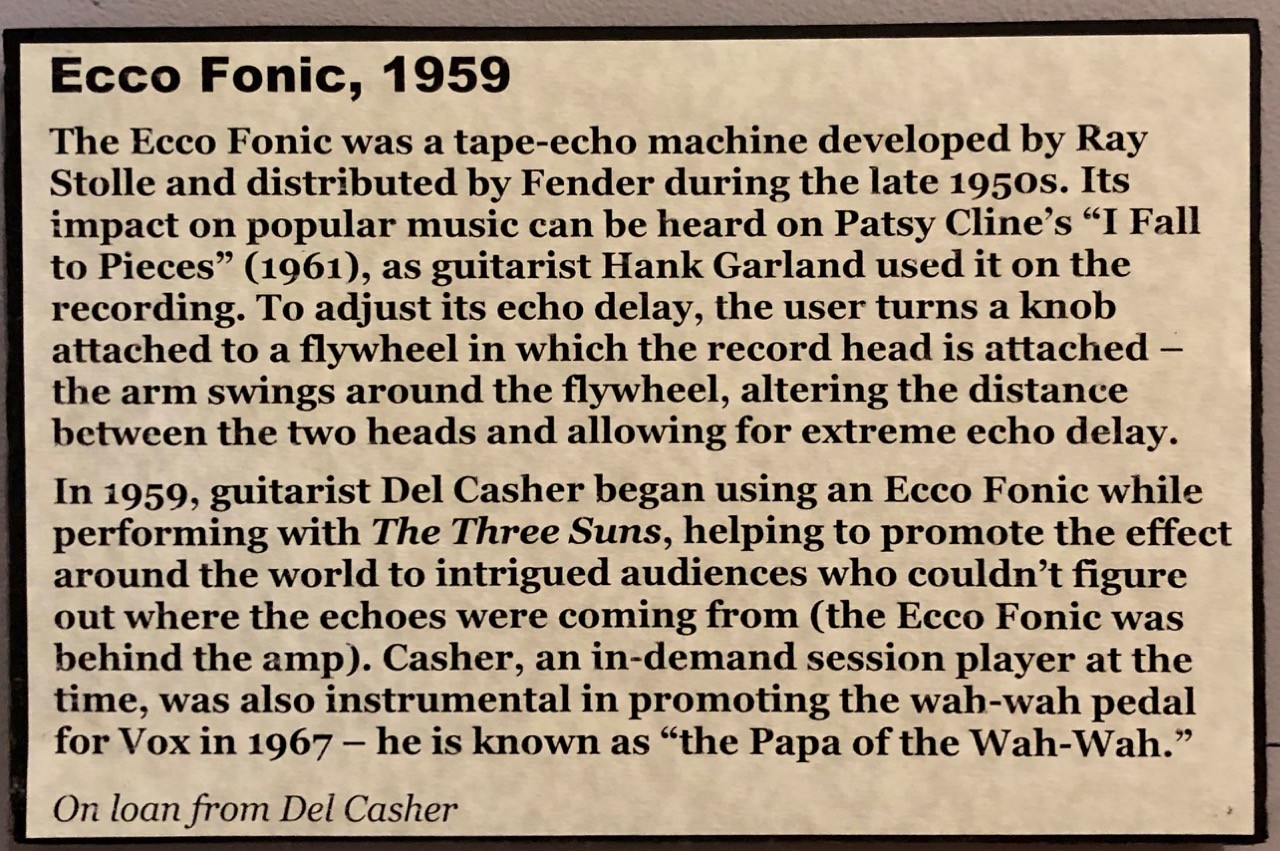 Ecco Fonic, 1959
The Ecco Fonic was a tape-echo machine developed by Ray
Stolle and distributed by Fender during the late 1950s. Its
impact on popular music can be heard on Patsy Cline’s “I Fall
to Pieces” (1961), as guitarist Hank Garland used it on the
recording. To adjust its echo delay, the user turns a knob
attached to a flywheel in which the record head is attached –
the arm swings around the flywheel, altering the distance
between the two heads and allowing for extreme echo delay.
In 1959, guitarist Del Casher began using an Ecco Fonic while
performing with The Three Suns, helping to promote the effect
around the world to intrigued audiences who couldn’t figure
out where the echoes were coming from (the Ecco Fonic was
behind the amp). Casher, an in-demand session player at the
time, was also instrumental in promoting the wah-wah pedal
for Vox in 1967 – he is known as “the Papa of the Wah-Wah.”
On loan from Del Casher